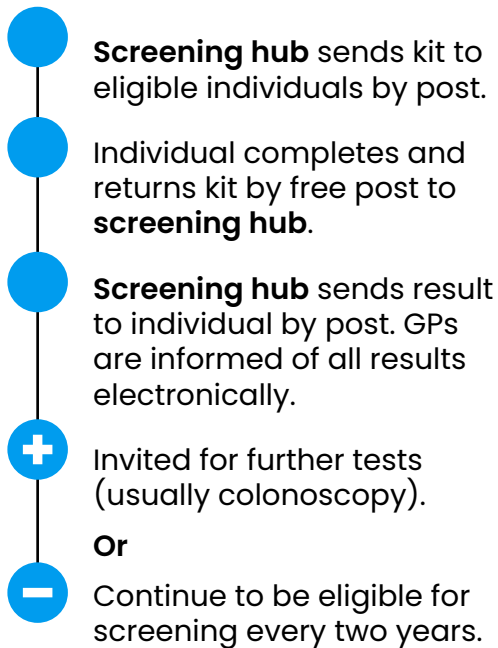 Screening hub sends kit to
eligible individuals by post.
Individual completes and
returns kit by free post to
screening hub.
Screening hub sends result
to individual by post. GPs
are informed of all results
electronically.
Invited for further tests
(usually colonoscopy).
Or
Continue to be eligible for
screening every two years.